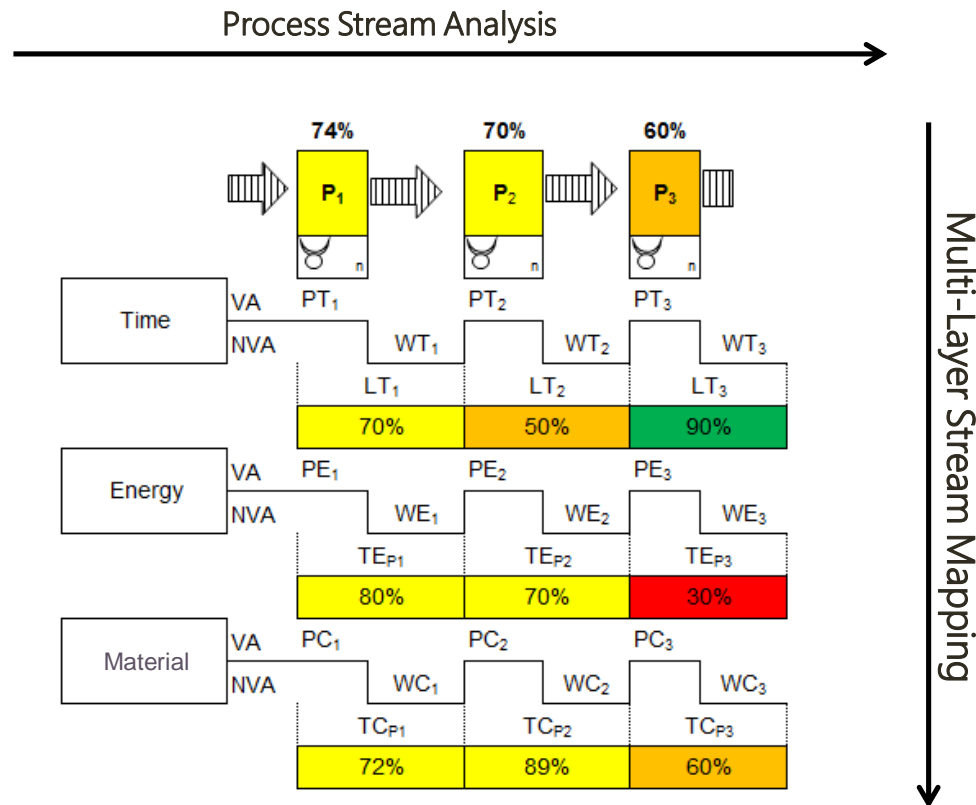 Process Stream Analysis
74% 70% 60%
P1 P2 P3
n n n
Time VA PT1 PT2 PT3
NVA WT1 WT2 WT3
LT1 LT2 LT3
70% 50% 90%
Energy VA PE1 PE2 PE3
NVA WE1 WE2 WE3
TEP1 TEP2 TEP3
80% 70% 30%
Material VA PC1 PC2 PC3
NVA WC1 WC2 WC3
TCP1 TCP2 TCP3
72% 89% 60%
Multi-Layer Stream Mapping